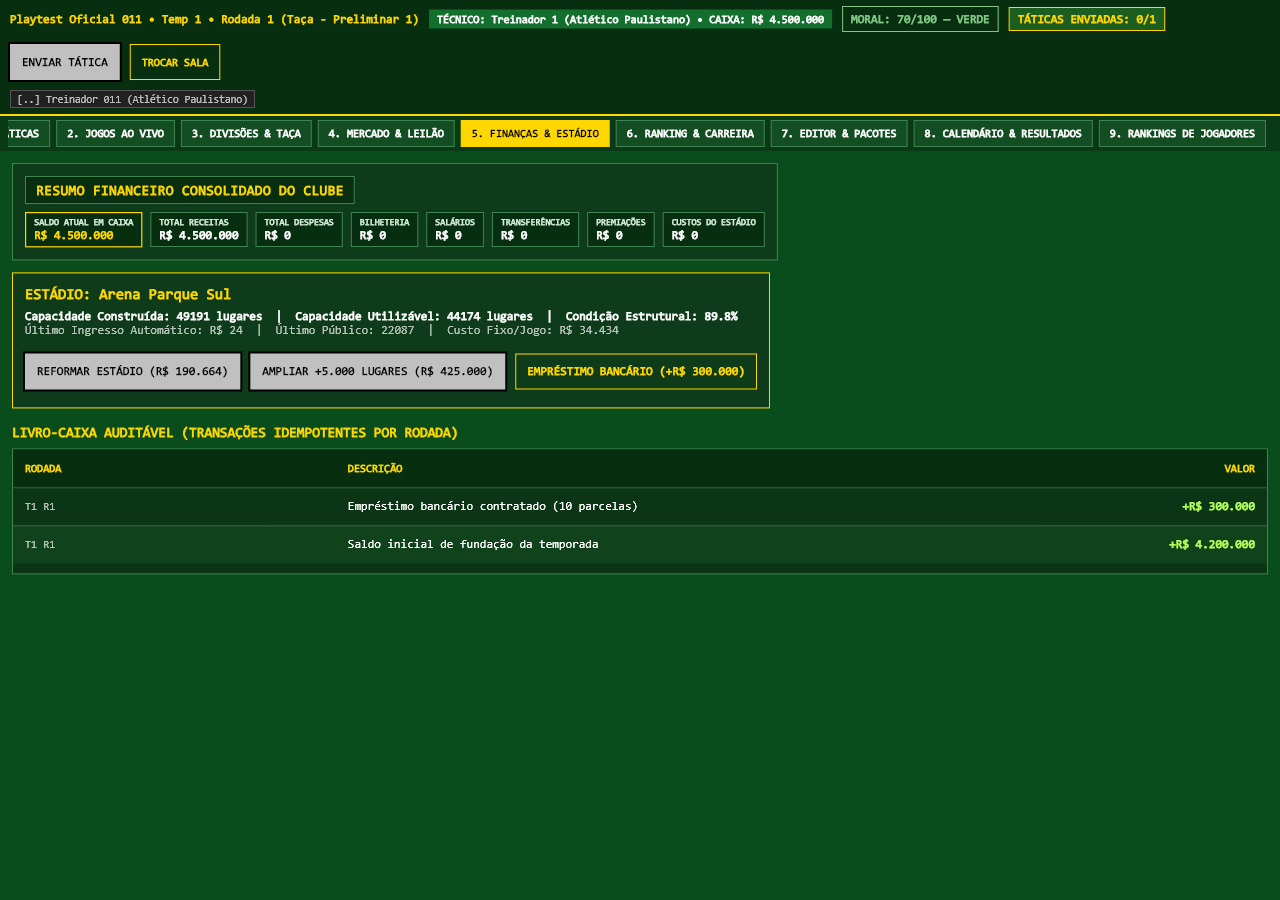 Playtest Oficial 011 • Temp 1 • Rodada 1 (Taça - Preliminar 1)
TÉCNICO: Treinador 1 (Atlético Paulistano) • CAIXA: R$ 4.500.000
MORAL: 70/100 — VERDE
TÁTICAS ENVIADAS: 0/1
ENVIAR TÁTICA
TROCAR SALA
[..] Treinador 011 (Atlético Paulistano)
TICAS
2. JOGOS AO VIVO
3. DIVISÕES & TAÇA
4. MERCADO & LEILÃO
5. FINANÇAS & ESTÁDIO
6. RANKING & CARREIRA
7. EDITOR & PACOTES
8. CALENDÁRIO & RESULTADOS
9. RANKINGS DE JOGADORES
RESUMO FINANCEIRO CONSOLIDADO DO CLUBE
SALDO ATUAL EM CAIXA
R$ 4.500.000
TOTAL RECEITAS
R$ 4.500.000
TOTAL DESPESAS
R$ 0
BILHETERIA
R$ 0
SALÁRIOS
R$ 0
TRANSFERÊNCIAS
R$ 0
PREMIAÇÕES
R$ 0
CUSTOS DO ESTÁDIO
R$ 0
ESTÁDIO: Arena Parque Sul
Capacidade Construída: 49191 lugares | Capacidade Utilizável: 44174 lugares | Condição Estrutural: 89.8%
Último Ingresso Automático: R$ 24 | Último Público: 22087 | Custo Fixo/Jogo: R$ 34.434
REFORMAR ESTÁDIO (R$ 190.664)
AMPLIAR +5.000 LUGARES (R$ 425.000)
EMPRÉSTIMO BANCÁRIO (+R$ 300.000)
LIVRO-CAIXA AUDITÁVEL (TRANSAÇÕES IDEMPOTENTES POR RODADA)
RODADA DESCRIÇÃO VALOR
T1 R1 Empréstimo bancário contratado (10 parcelas) +R$ 300.000
T1 R1 Saldo inicial de fundação da temporada +R$ 4.200.000